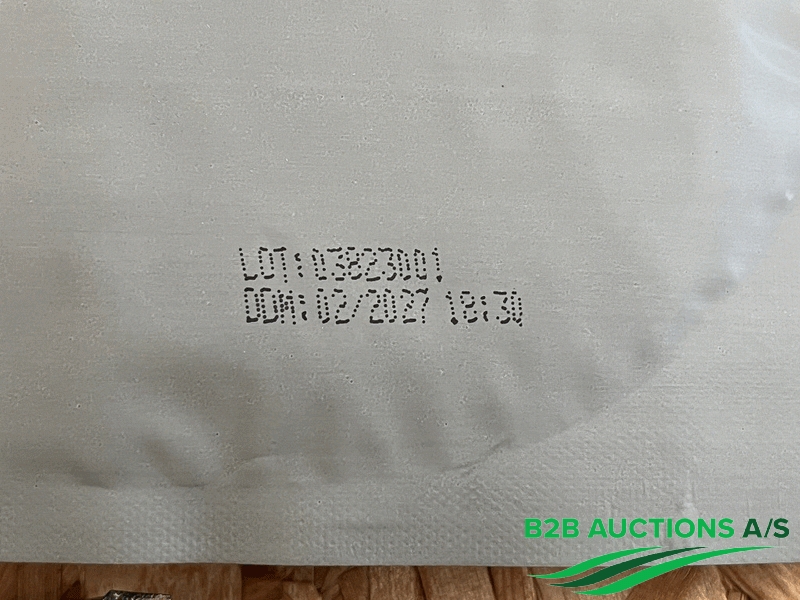 LOT:03823001
DDM:02/2027 18:30
B2B AUCTIONS A/S